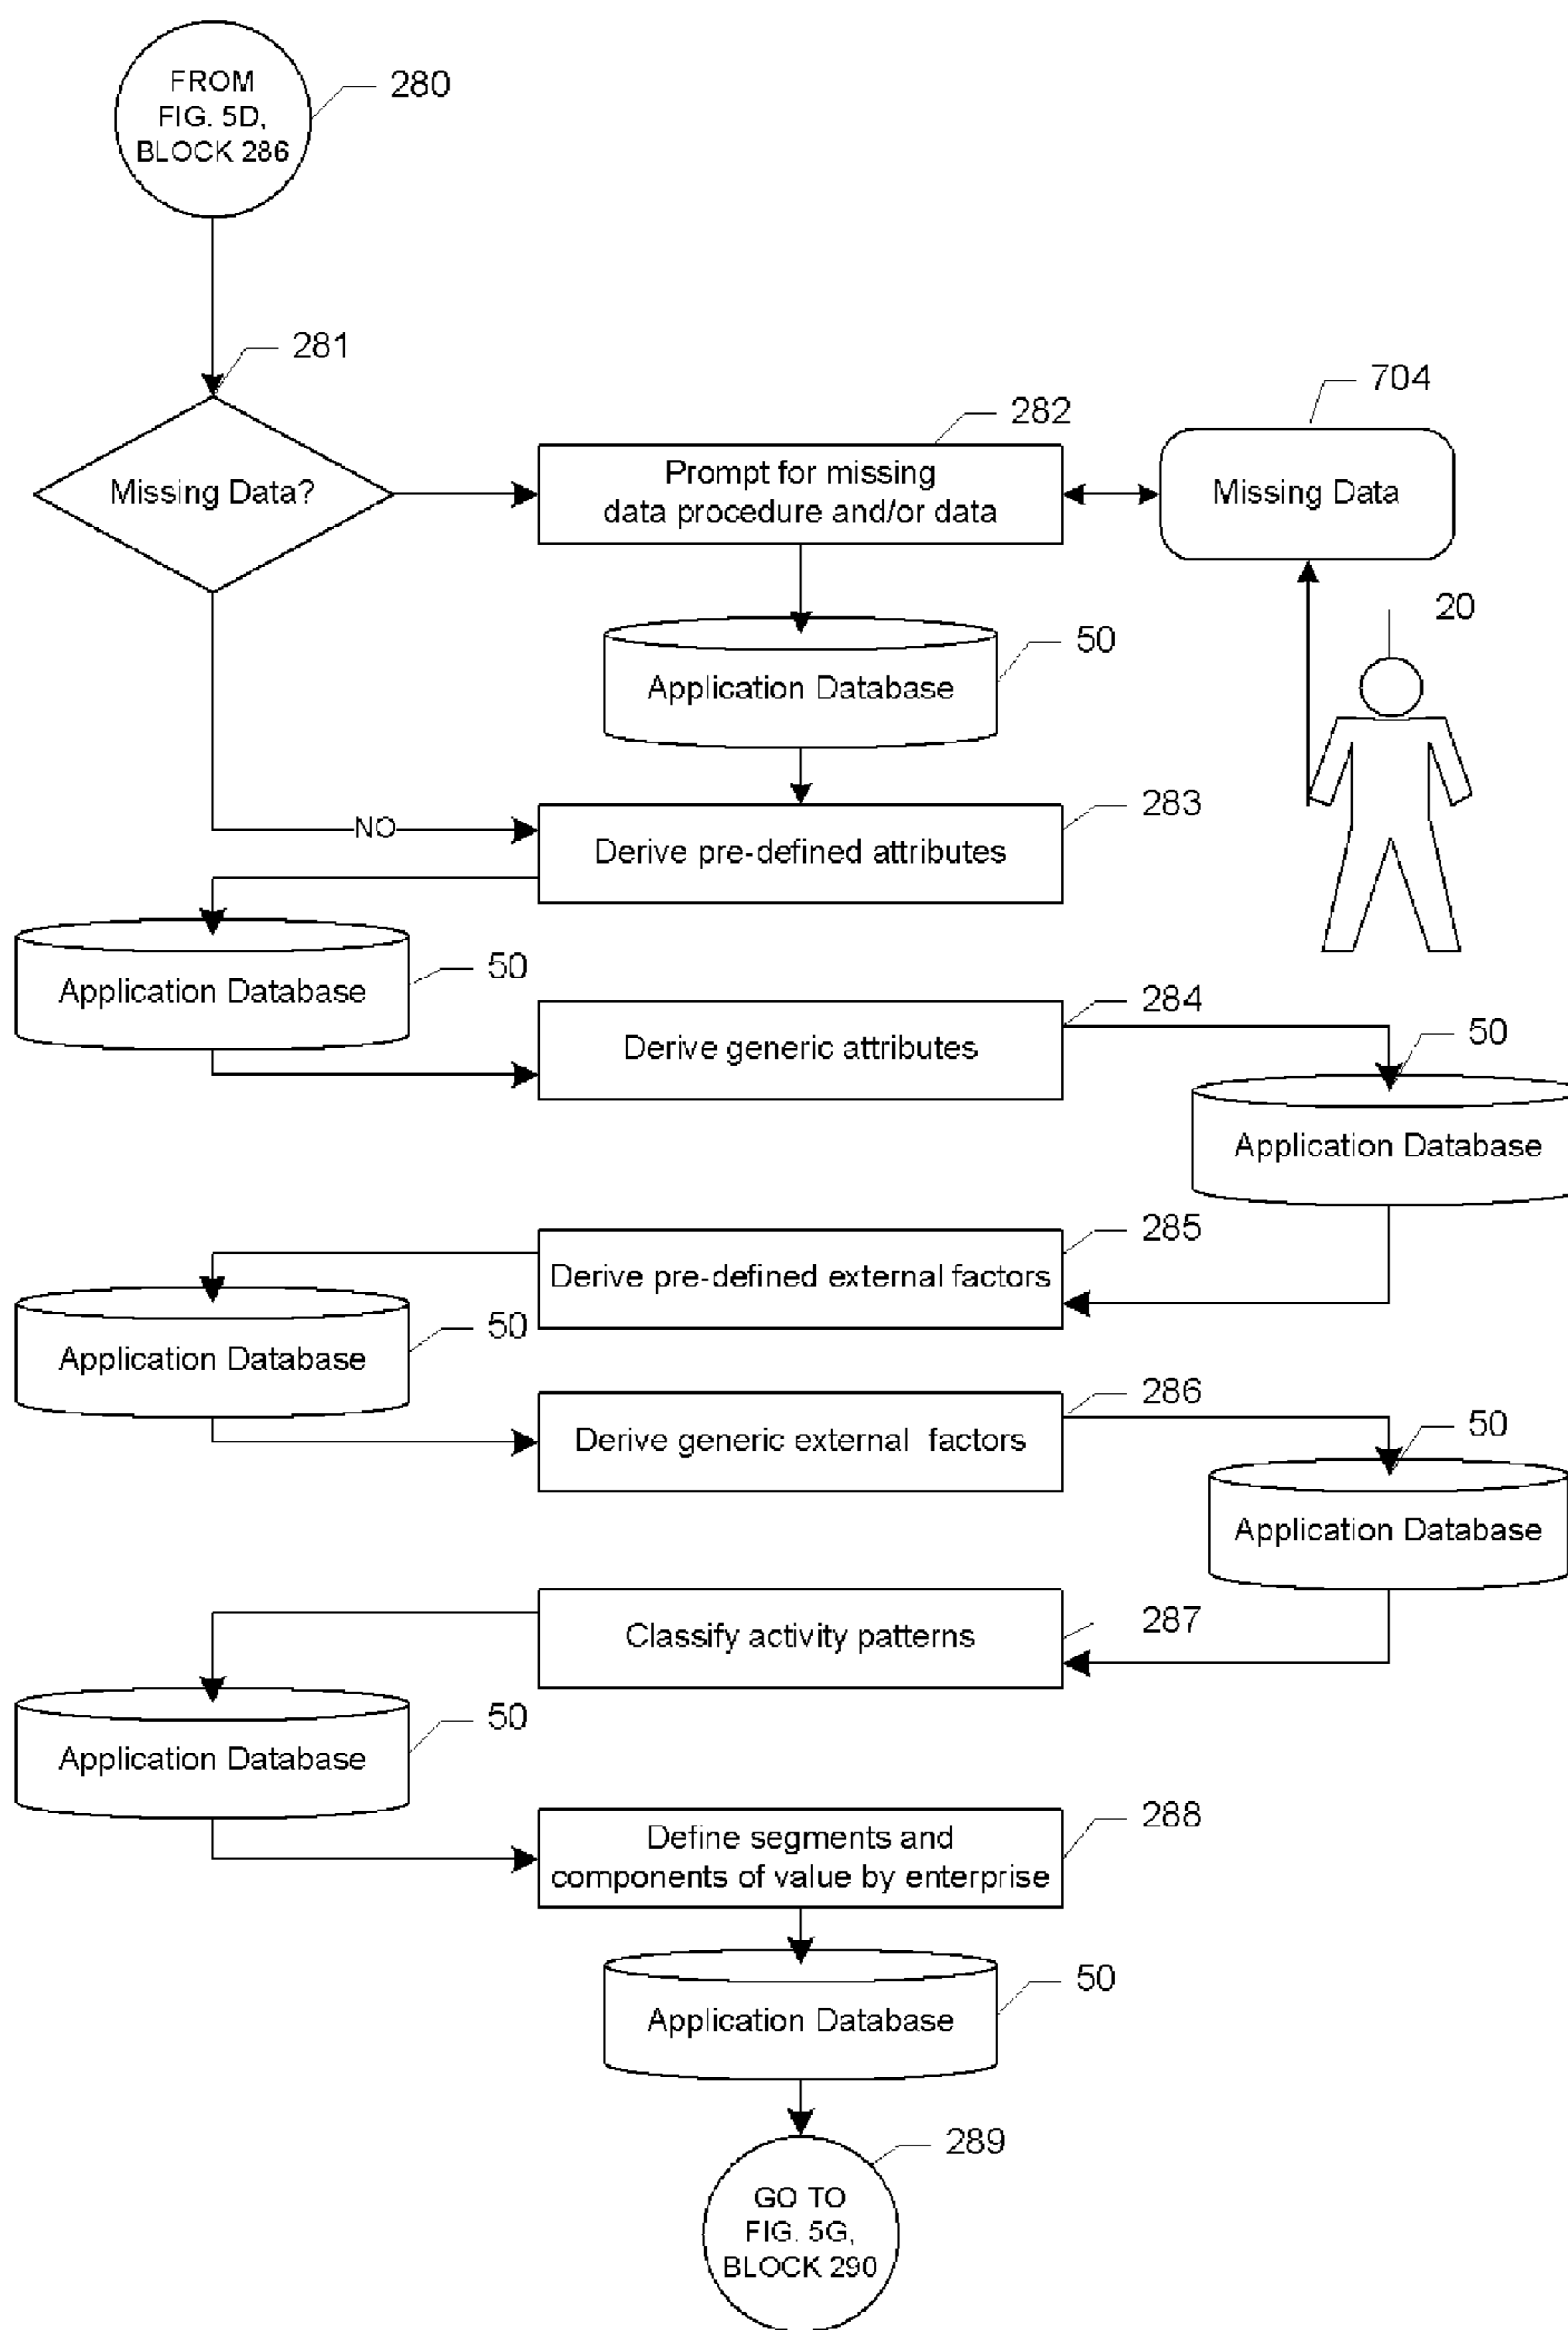 FROM
FIG. 5D,
BLOCK 286
280
281
Missing Data?
282
Prompt for missing
data procedure and/or data
704
Missing Data
20
50
Application Database
NO
283
Derive pre-defined attributes
50
Application Database
284
Derive generic attributes
50
Application Database
285
Derive pre-defined external factors
50
Application Database
286
Derive generic external factors
50
Application Database
287
Classify activity patterns
50
Application Database
288
Define segments and
components of value by enterprise
50
Application Database
289
GO TO
FIG. 5G,
BLOCK 290